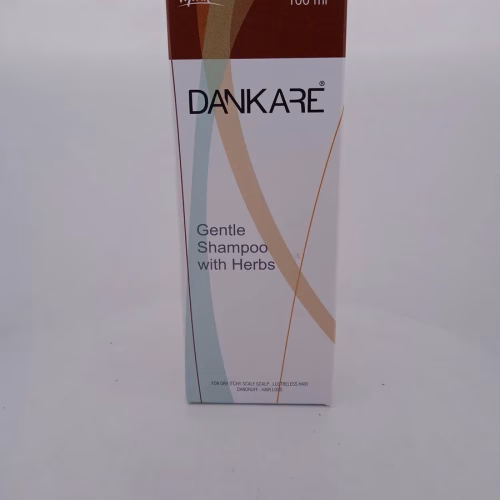 100 ml
DANKARE®
Gentle
Shampoo
with Herbs
FOR DRY ITCHY SCALY SCALP , LUSTRELESS HAIR
DANDRUFF - HAIR LOSS